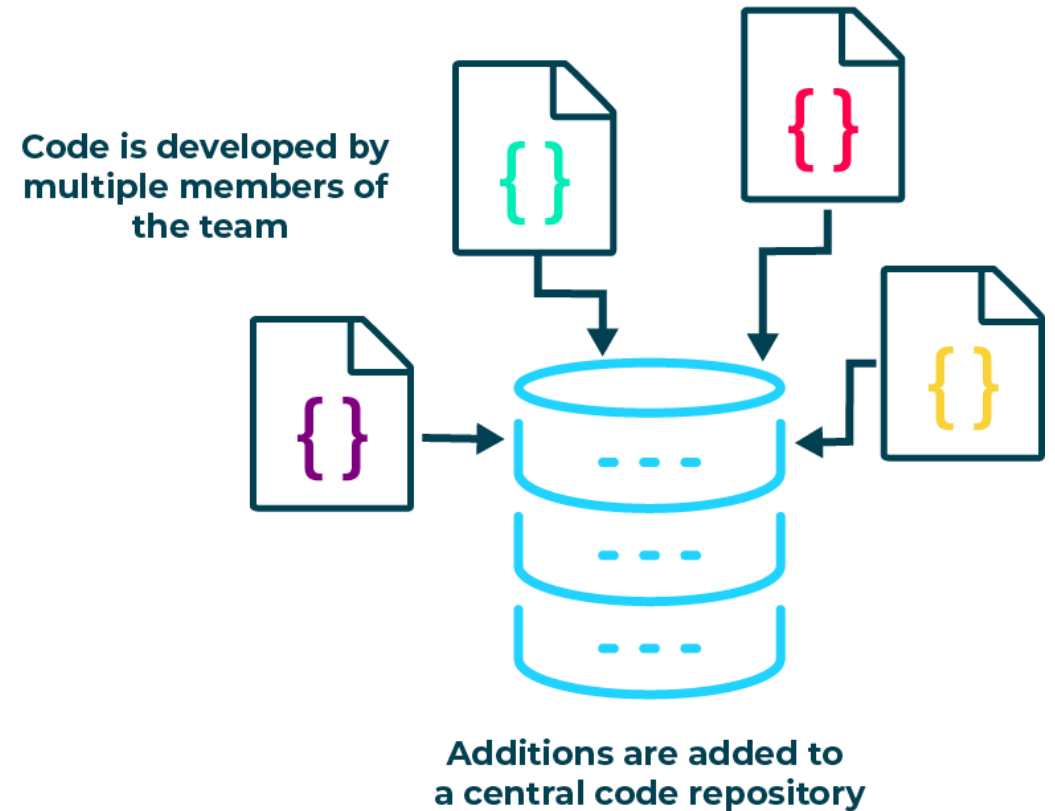 Code is developed by
multiple members of
the team
{ }
{ }
{ }
{ }
Additions are added to
a central code repository